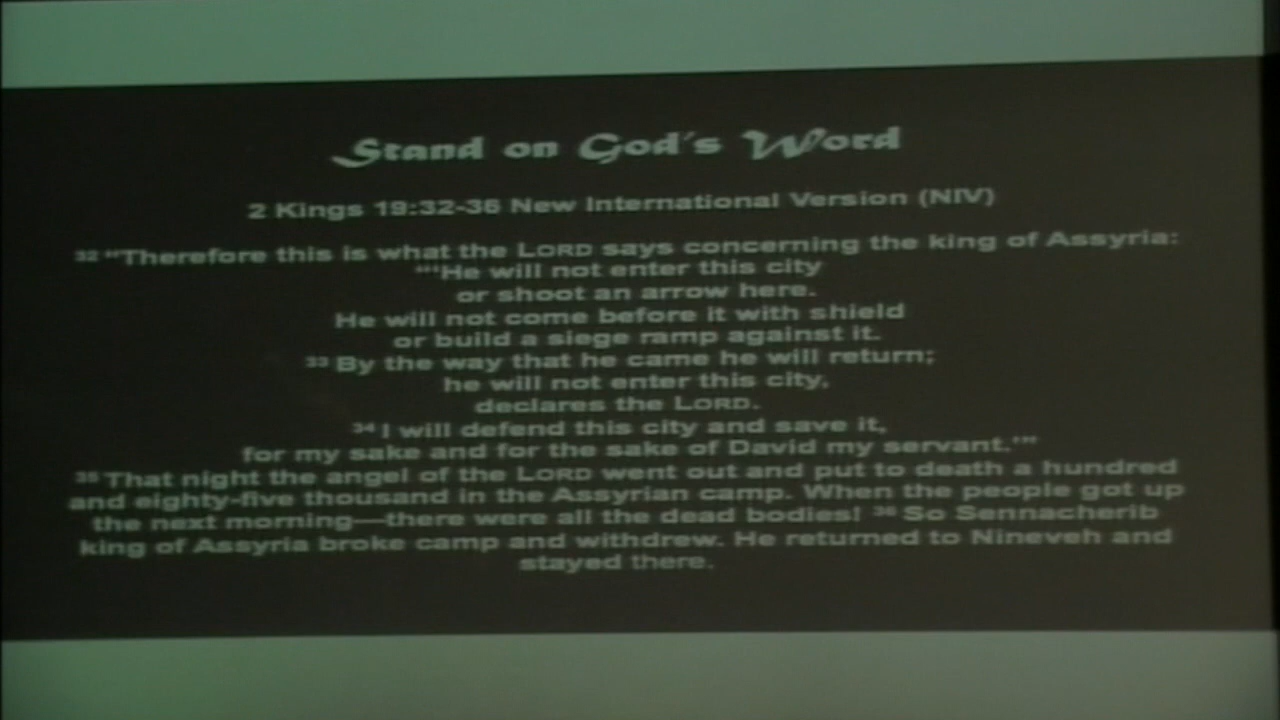 Stand on God's Word
2 Kings 19:32-36 New International Version (NIV)
32 "Therefore this is what the LORD says concerning the king of Assyria:
"'He will not enter this city
or shoot an arrow here.
He will not come before it with shield
or build a siege ramp against it.
33 By the way that he came he will return;
he will not enter this city,
declares the LORD.
34 I will defend this city and save it,
for my sake and for the sake of David my servant.'"
35 That night the angel of the LORD went out and put to death a hundred
and eighty-five thousand in the Assyrian camp. When the people got up
the next morning—there were all the dead bodies! 36 So Sennacherib
king of Assyria broke camp and withdrew. He returned to Nineveh and
stayed there.